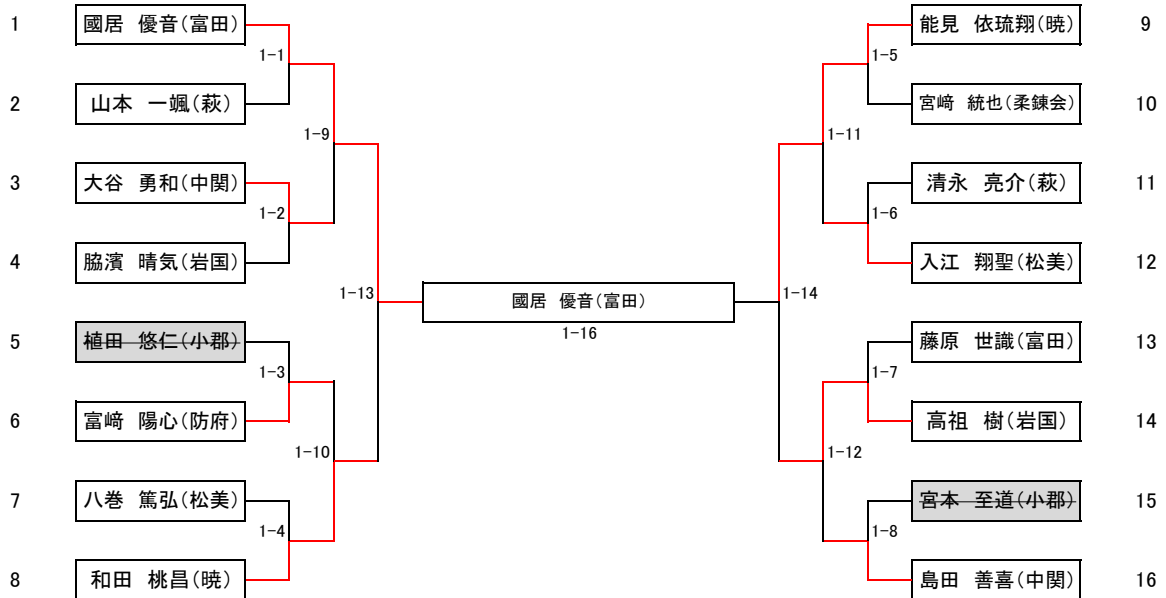 1 國居 優音(富田)
1-1
2 山本 一颯(萩)
1-9
3 大谷 勇和(中関)
1-2
4 脇濱 晴気(岩国)
1-13
5 植田 悠仁(小郡)
1-3
6 富﨑 陽心(防府)
1-10
7 八巻 篤弘(松美)
1-4
8 和田 桃昌(暁)
國居 優音(富田)
1-16
能見 依琉翔(暁) 9
1-5
宮﨑 統也(柔錬会) 10
1-11
清永 亮介(萩) 11
1-6
入江 翔聖(松美) 12
1-14
藤原 世識(富田) 13
1-7
高祖 樹(岩国) 14
1-12
宮本 至道(小郡) 15
1-8
島田 善喜(中関) 16